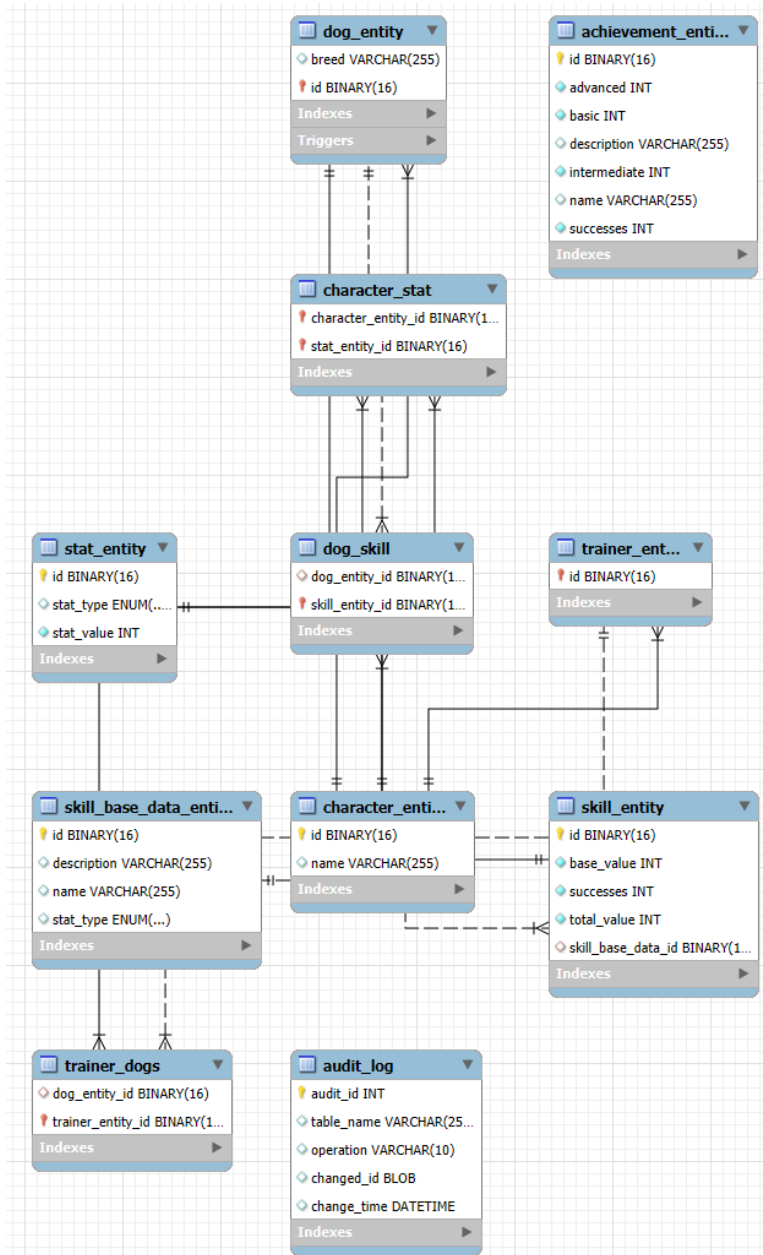 dog_entity
breed VARCHAR(255)
id BINARY(16)
Indexes
Triggers
achievement_enti...
id BINARY(16)
advanced INT
basic INT
description VARCHAR(255)
intermediate INT
name VARCHAR(255)
successes INT
Indexes
character_stat
character_entity_id BINARY(1...
stat_entity_id BINARY(16)
Indexes
stat_entity
id BINARY(16)
stat_type ENUM(...
stat_value INT
Indexes
dog_skill
dog_entity_id BINARY(1...
skill_entity_id BINARY(1...
Indexes
trainer_ent...
id BINARY(16)
Indexes
skill_base_data_enti...
id BINARY(16)
description VARCHAR(255)
name VARCHAR(255)
stat_type ENUM(...)
Indexes
character_enti...
id BINARY(16)
name VARCHAR(255)
Indexes
skill_entity
id BINARY(16)
base_value INT
successes INT
total_value INT
skill_base_data_id BINARY(1...
Indexes
trainer_dogs
dog_entity_id BINARY(16)
trainer_entity_id BINARY(1...
Indexes
audit_log
audit_id INT
table_name VARCHAR(25...
operation VARCHAR(10)
changed_id BLOB
change_time DATETIME
Indexes